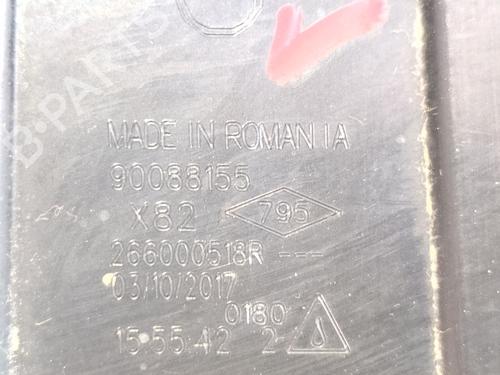 B-PARTS
MADE IN ROMANIA
90088155
X82 795
266000518R ---
03/10/2017
0180
15:55:42 2